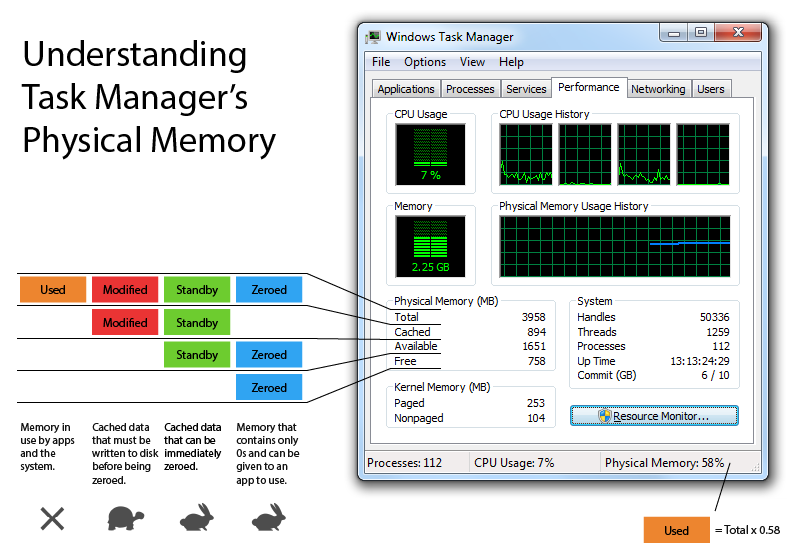 Understanding
Task Manager's
Physical Memory
Windows Task Manager
File Options View Help
Applications Processes Services Performance Networking Users
CPU Usage
7 %
CPU Usage History
Memory
2.25 GB
Physical Memory Usage History
Used Modified Standby Zeroed
Modified Standby
Standby Zeroed
Zeroed
Physical Memory (MB)
Total 3958
Cached 894
Available 1651
Free 758
System
Handles 50336
Threads 1259
Processes 112
Up Time 13:13:24:29
Commit (GB) 6 / 10
Kernel Memory (MB)
Paged 253
Nonpaged 104
Resource Monitor...
Processes: 112 CPU Usage: 7% Physical Memory: 58%
Memory in
use by apps
and the
system.
Cached data
that must be
written to disk
before being
zeroed.
Cached data
that can be
immediately
zeroed.
Memory that
contains only
0s and can be
given to an
app to use.
Used = Total x 0.58